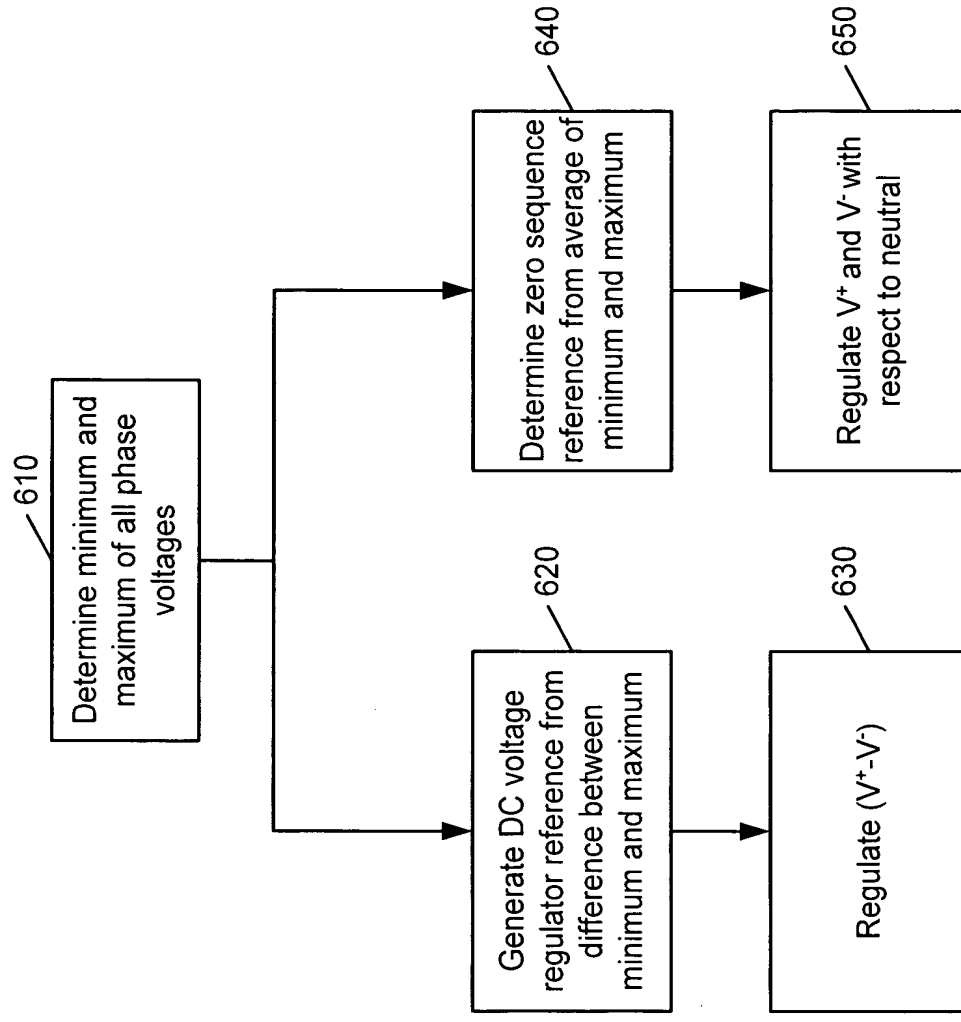 610
Determine minimum and
maximum of all phase
voltages
620
Generate DC voltage
regulator reference from
difference between
minimum and maximum
630
Regulate (V⁺-V⁻)
640
Determine zero sequence
reference from average of
minimum and maximum
650
Regulate V⁺ and V⁻ with
respect to neutral